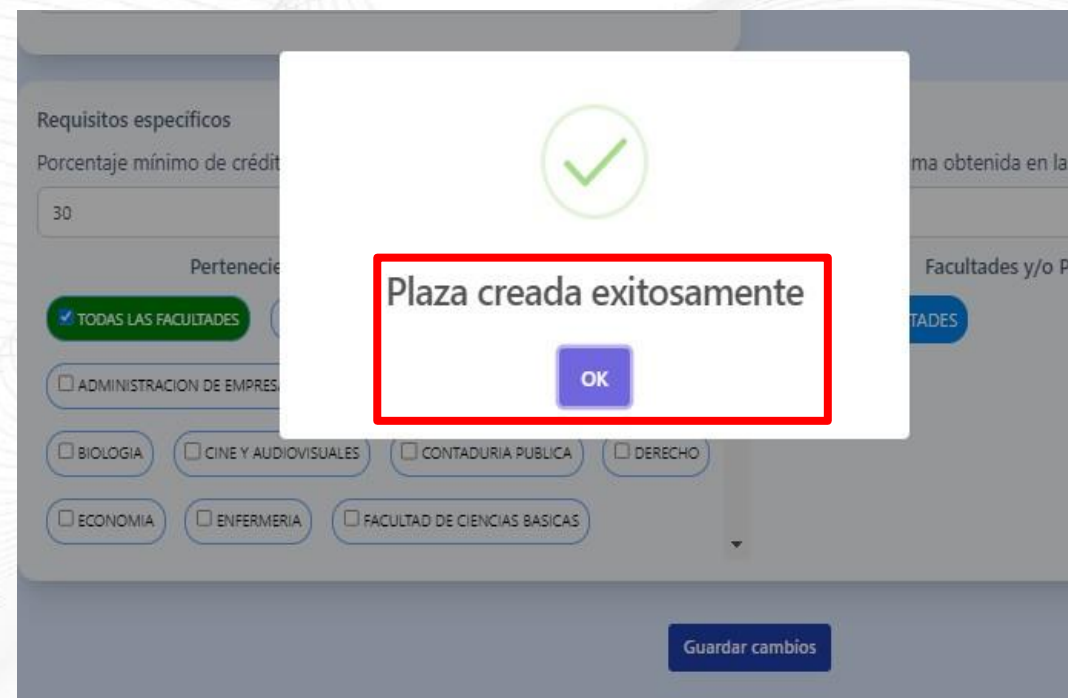 Requisitos específicos
Porcentaje mínimo de crédit
ma obtenida en la
30
Pertenecie
Facultades y/o P
Plaza creada exitosamente
OK
TODAS LAS FACULTADES
TADES
ADMINISTRACION DE EMPRES
BIOLOGIA
CINE Y AUDIOVISUALES
CONTADURIA PUBLICA
DERECHO
ECONOMIA
ENFERMERIA
FACULTAD DE CIENCIAS BASICAS
Guardar cambios